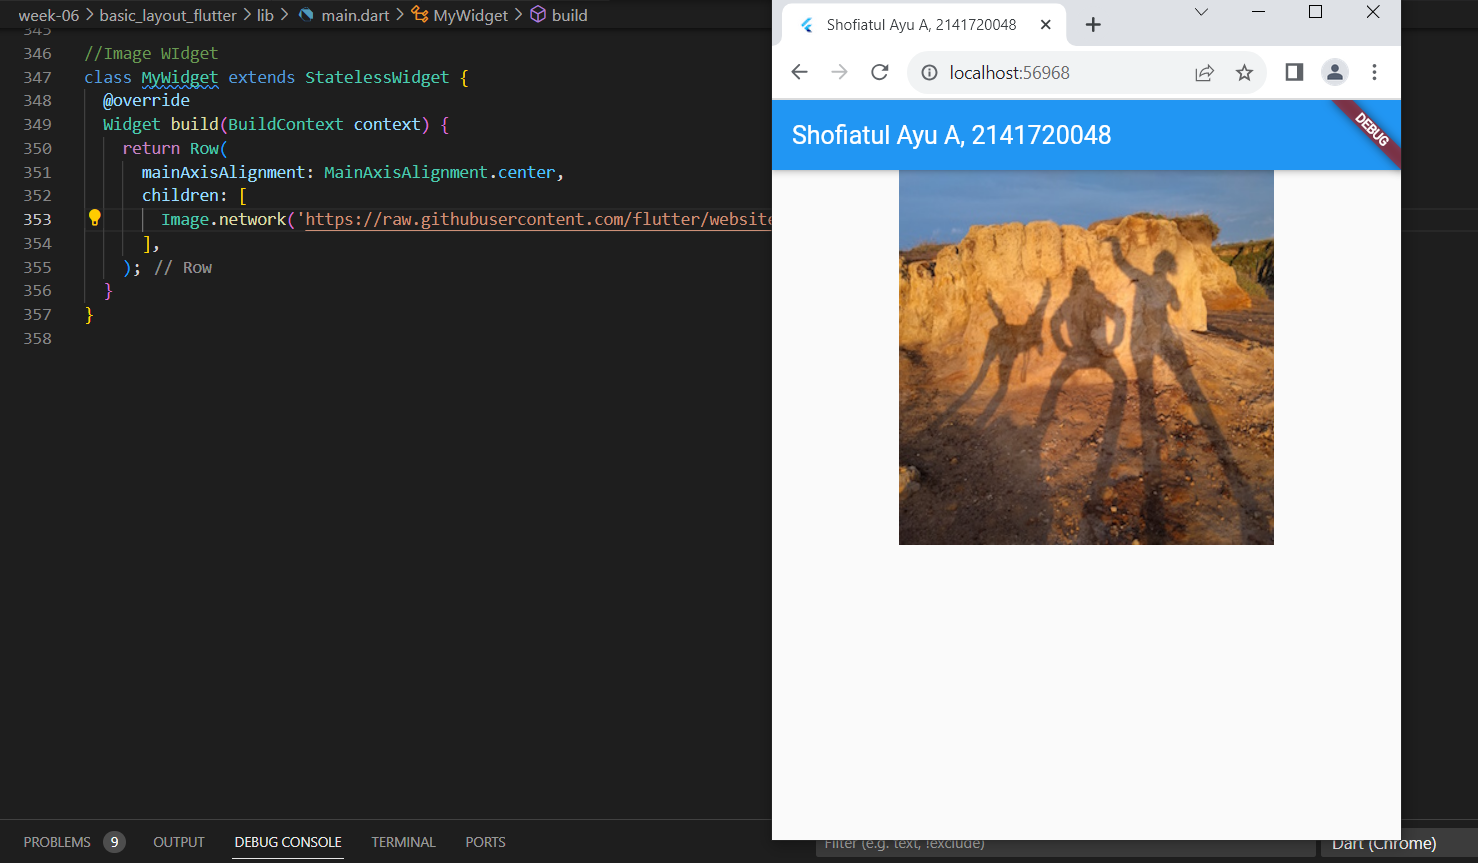 week-06 > basic_layout_flutter > lib > main.dart > MyWidget > build
345
346 //Image WIdget
347 class MyWidget extends StatelessWidget {
348 @override
349 Widget build(BuildContext context) {
350 return Row(
351 mainAxisAlignment: MainAxisAlignment.center,
352 children: [
353 Image.network('https://raw.githubusercontent.com/flutter/website
354 ],
355 ); // Row
356 }
357 }
358
PROBLEMS 9 OUTPUT DEBUG CONSOLE TERMINAL PORTS
Filter (e.g. text, !exclude)
Dart (Chrome)
Shofiatul Ayu A, 2141720048
localhost:56968
Shofiatul Ayu A, 2141720048
DEBUG